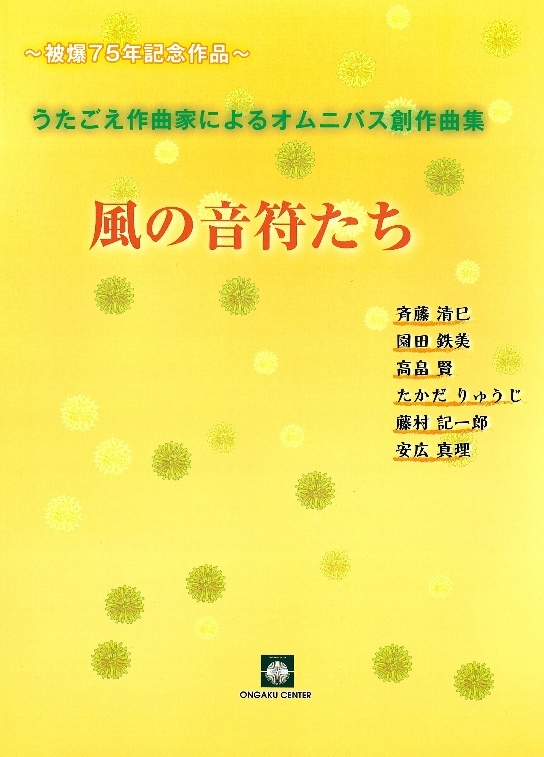 ～被爆75年記念作品～
うたごえ作曲家によるオムニバス創作曲集
風の音符たち
斉藤 清巳
園田 鉄美
高畠 賢
たかだ りゅうじ
藤村 記一郎
安広 真理
ONGAKU CENTER